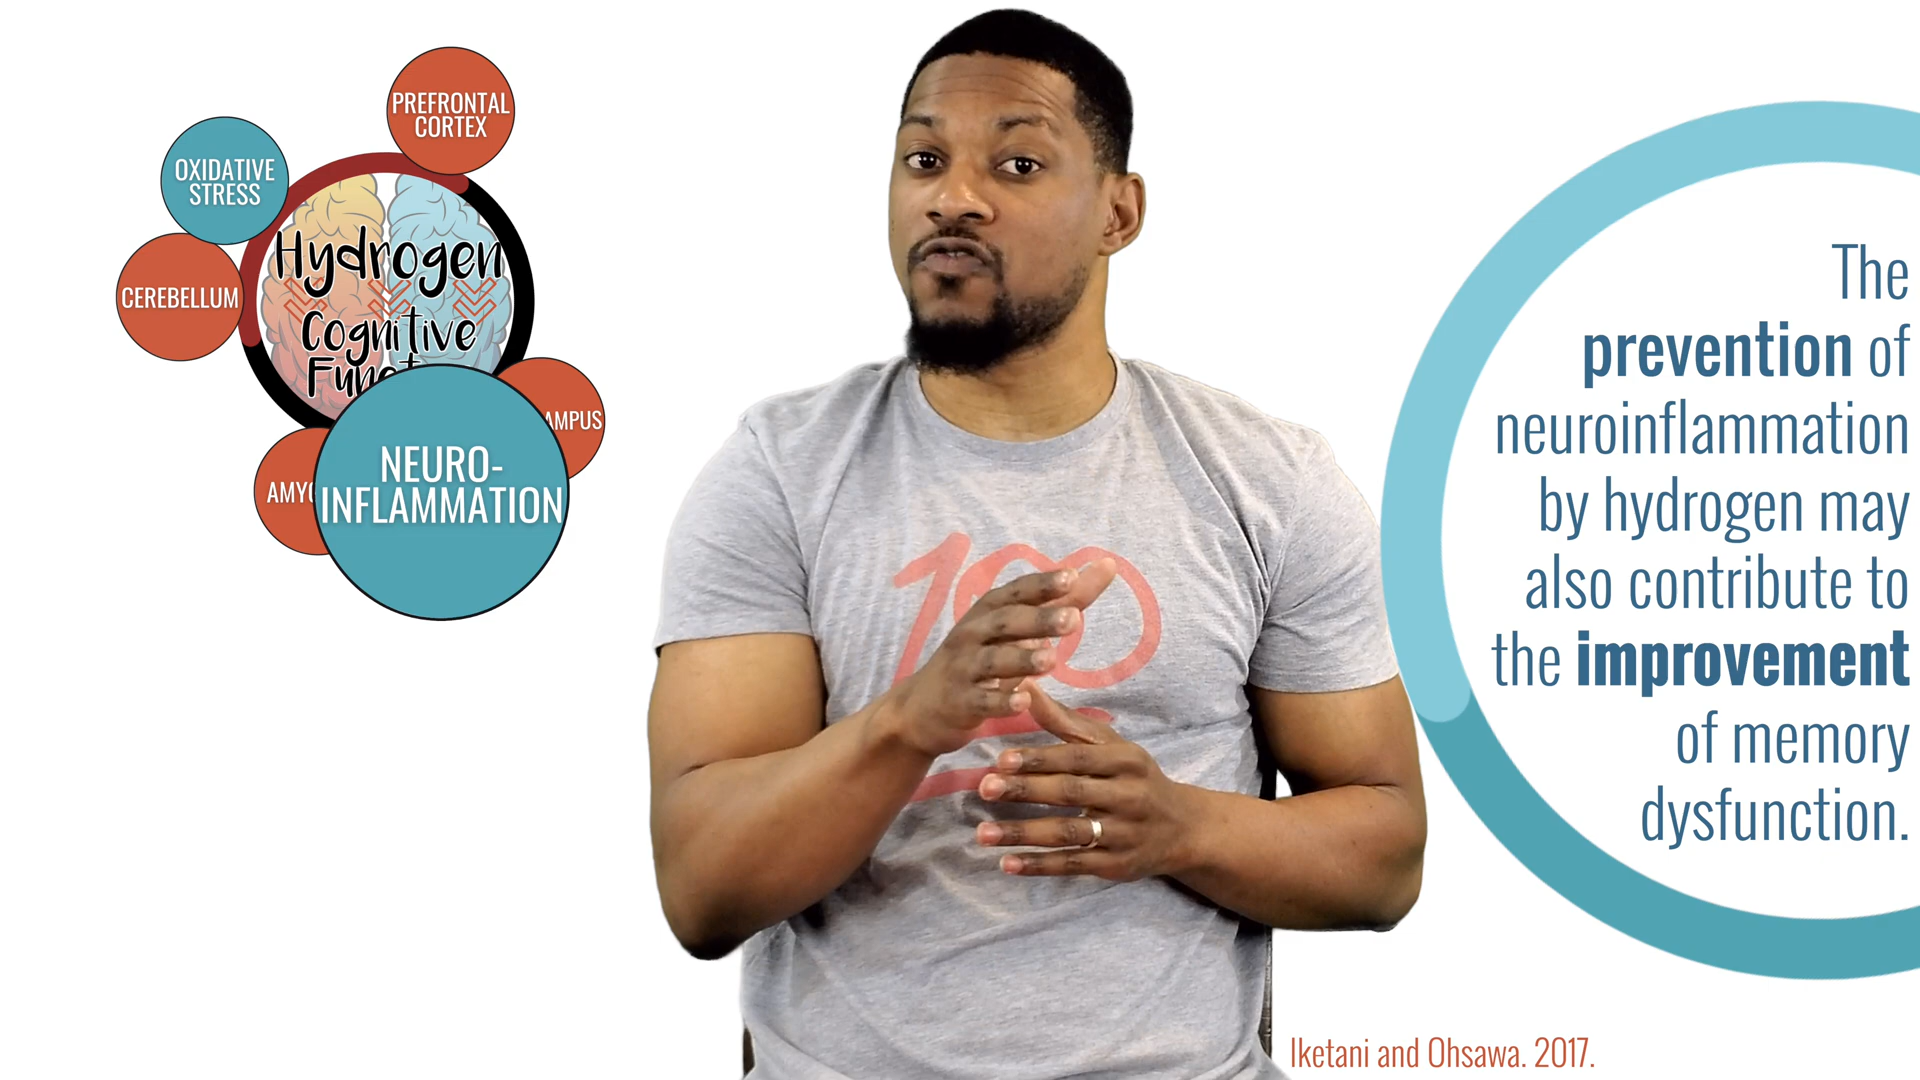 PREFRONTAL
CORTEX
OXIDATIVE
STRESS
CEREBELLUM
Hydrogen
Cognitive
NEURO-
INFLAMMATION
100
The
prevention of
neuroinflammation
by hydrogen may
also contribute to
the improvement
of memory
dysfunction.
Iketani and Ohsawa. 2017.